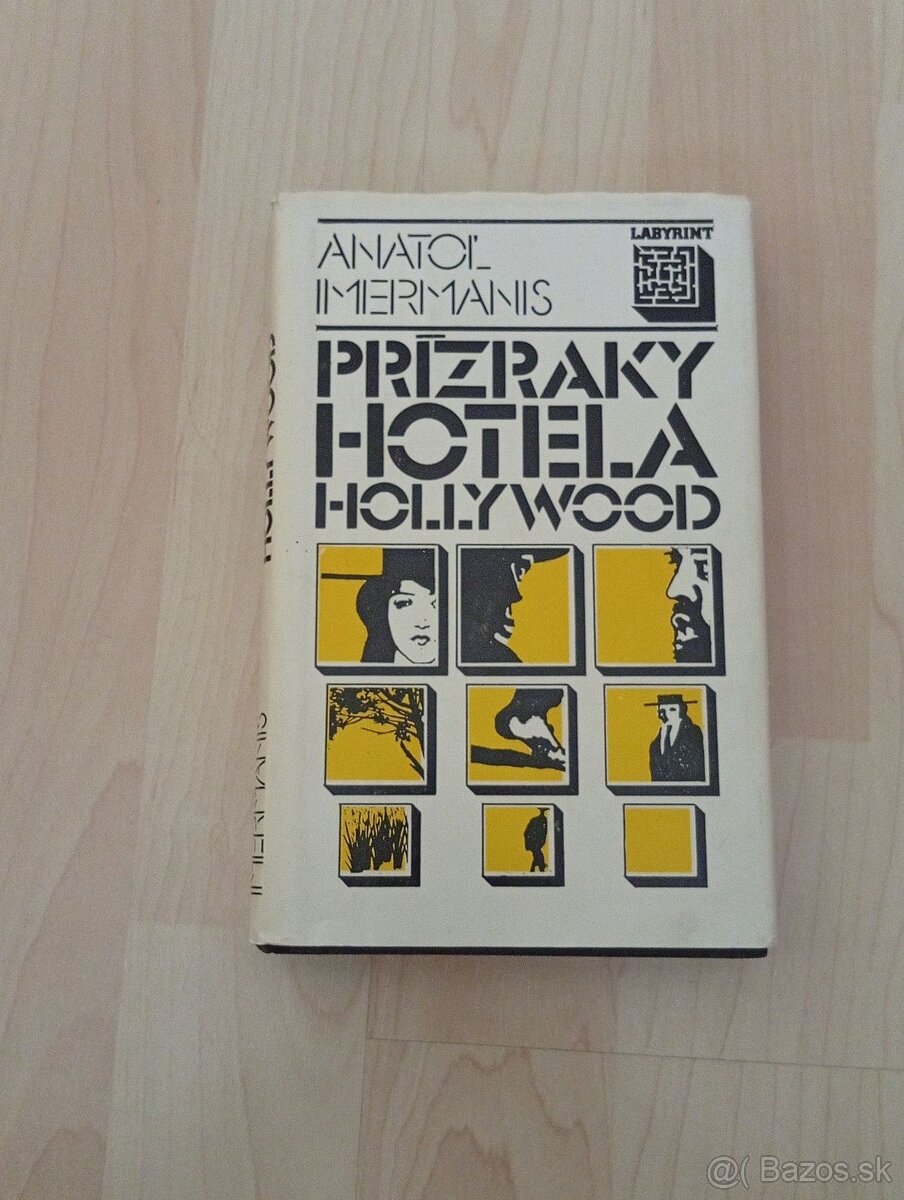 ANATOĽ
IMERMANIS
LABYRINT
PRÍZRAKY
HOTELA
HOLLYWOOD
IMERMANIS
@( Bazos.sk